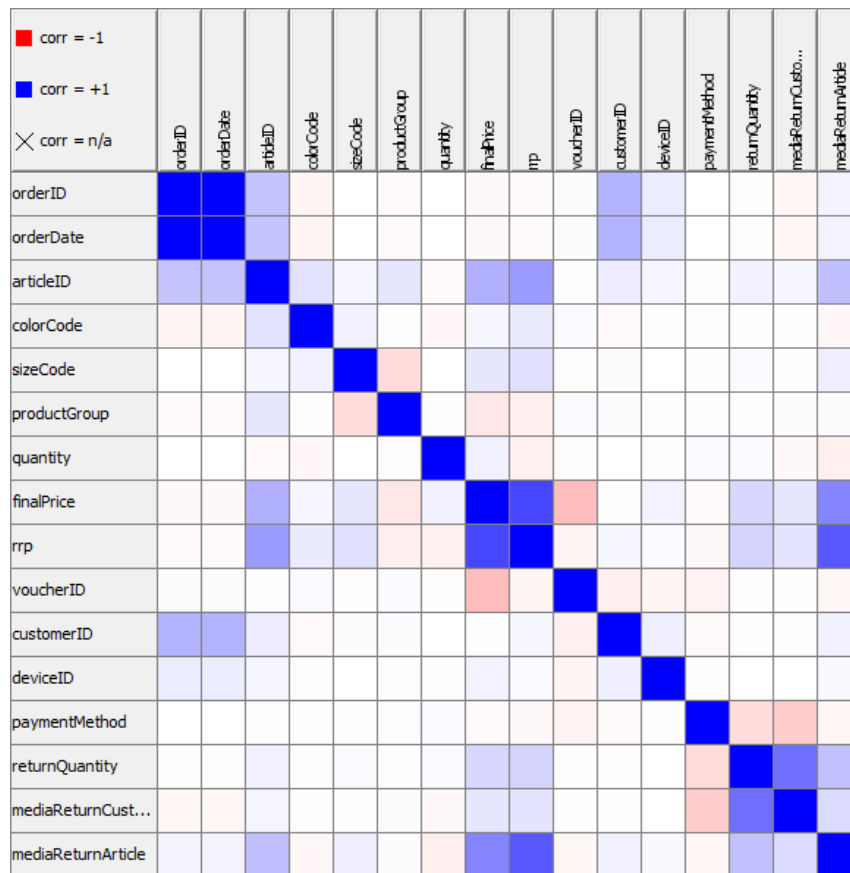 corr = -1
corr = +1
corr = n/a
orderID
orderDate
articleID
colorCode
sizeCode
productGroup
quantity
finalPrice
rrp
voucherID
customerID
deviceID
paymentMethod
returnQuantity
mediaReturnCusto...
mediaReturnArticle
orderID
orderDate
articleID
colorCode
sizeCode
productGroup
quantity
finalPrice
rrp
voucherID
customerID
deviceID
paymentMethod
returnQuantity
mediaReturnCust...
mediaReturnArticle